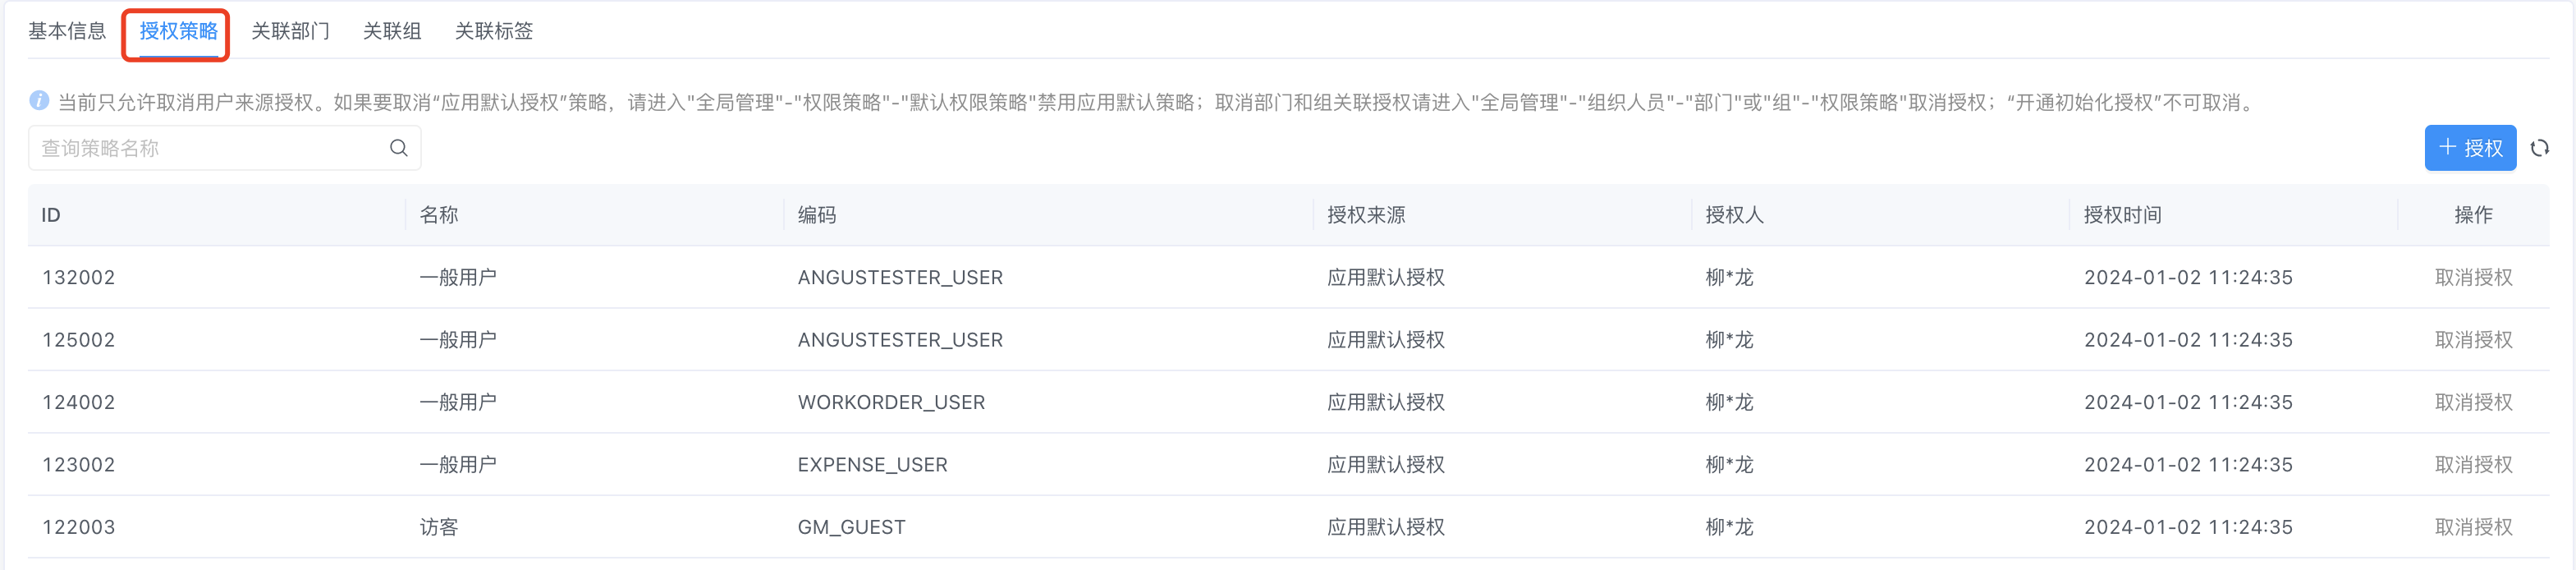 基本信息 授权策略 关联部门 关联组 关联标签
当前只允许取消用户来源授权。如果要取消“应用默认授权”策略，请进入"全局管理"-"权限策略"-"默认权限策略"禁用应用默认策略；取消部门和组关联授权请进入"全局管理"-"组织人员"-"部门"或"组"-"权限策略"取消授权；“开通初始化授权”不可取消。
查询策略名称 + 授权
ID 名称 编码 授权来源 授权人 授权时间 操作
132002 一般用户 ANGUSTESTER_USER 应用默认授权 柳*龙 2024-01-02 11:24:35 取消授权
125002 一般用户 ANGUSTESTER_USER 应用默认授权 柳*龙 2024-01-02 11:24:35 取消授权
124002 一般用户 WORKORDER_USER 应用默认授权 柳*龙 2024-01-02 11:24:35 取消授权
123002 一般用户 EXPENSE_USER 应用默认授权 柳*龙 2024-01-02 11:24:35 取消授权
122003 访客 GM_GUEST 应用默认授权 柳*龙 2024-01-02 11:24:35 取消授权